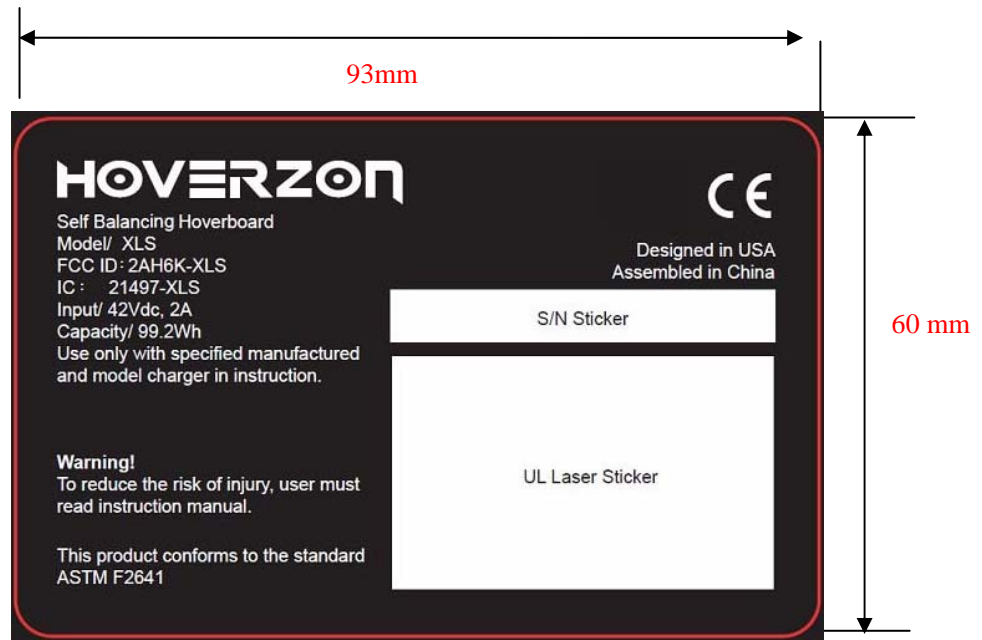 93mm
HOVERZON
CE
Self Balancing Hoverboard
Model/ XLS
FCC ID: 2AH6K-XLS
IC: 21497-XLS
Input/ 42Vdc, 2A
Capacity/ 99.2Wh
Use only with specified manufactured
and model charger in instruction.
Designed in USA
Assembled in China
S/N Sticker
60 mm
UL Laser Sticker
Warning!
To reduce the risk of injury, user must
read instruction manual.
This product conforms to the standard
ASTM F2641